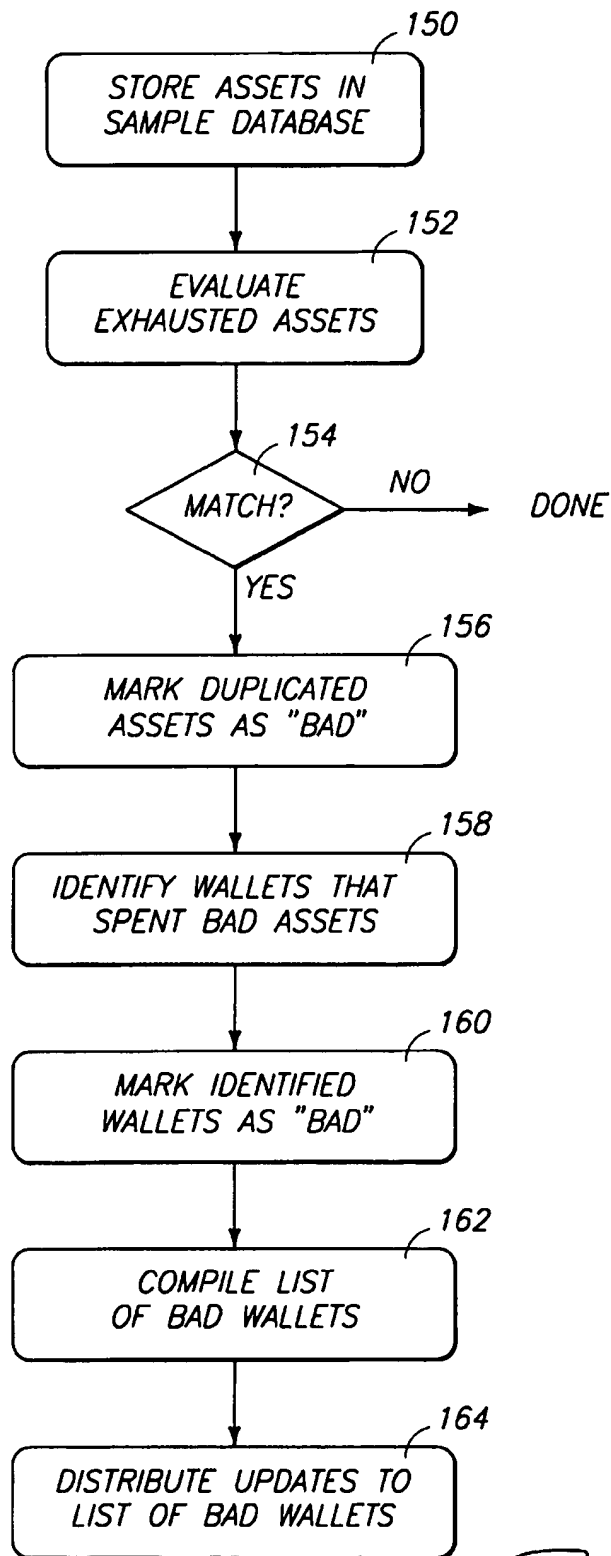 150
STORE ASSETS IN
SAMPLE DATABASE
152
EVALUATE
EXHAUSTED ASSETS
154
MATCH?
NO
DONE
YES
156
MARK DUPLICATED
ASSETS AS "BAD"
158
IDENTIFY WALLETS THAT
SPENT BAD ASSETS
160
MARK IDENTIFIED
WALLETS AS "BAD"
162
COMPILE LIST
OF BAD WALLETS
164
DISTRIBUTE UPDATES TO
LIST OF BAD WALLETS